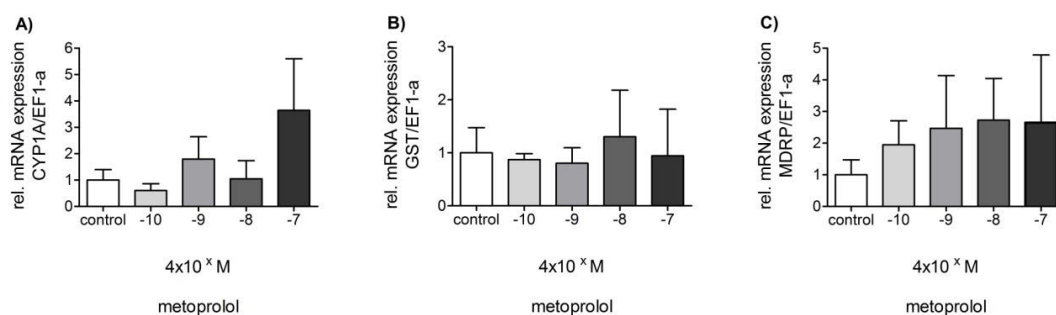 A)
rel. mRNA expression
CYP1A/EF1-a
6
5
4
3
2
1
0
control -10 -9 -8 -7
4x10 x M
metoprolol
B)
rel. mRNA expression
GST/EF1-a
3
2
1
0
control -10 -9 -8 -7
4x10 x M
metoprolol
C)
rel. mRNA expression
MDRP/EF1-a
5
4
3
2
1
0
control -10 -9 -8 -7
4x10 x M
metoprolol